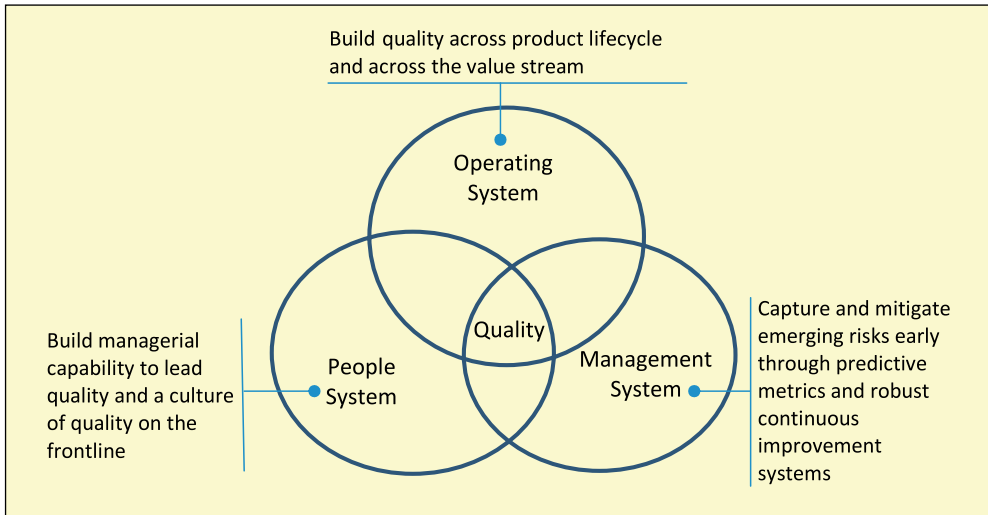 Build quality across product lifecycle
and across the value stream
Operating
System
Quality
People
System
Management
System
Build managerial
capability to lead
quality and a culture
of quality on the
frontline
Capture and mitigate
emerging risks early
through predictive
metrics and robust
continuous
improvement
systems